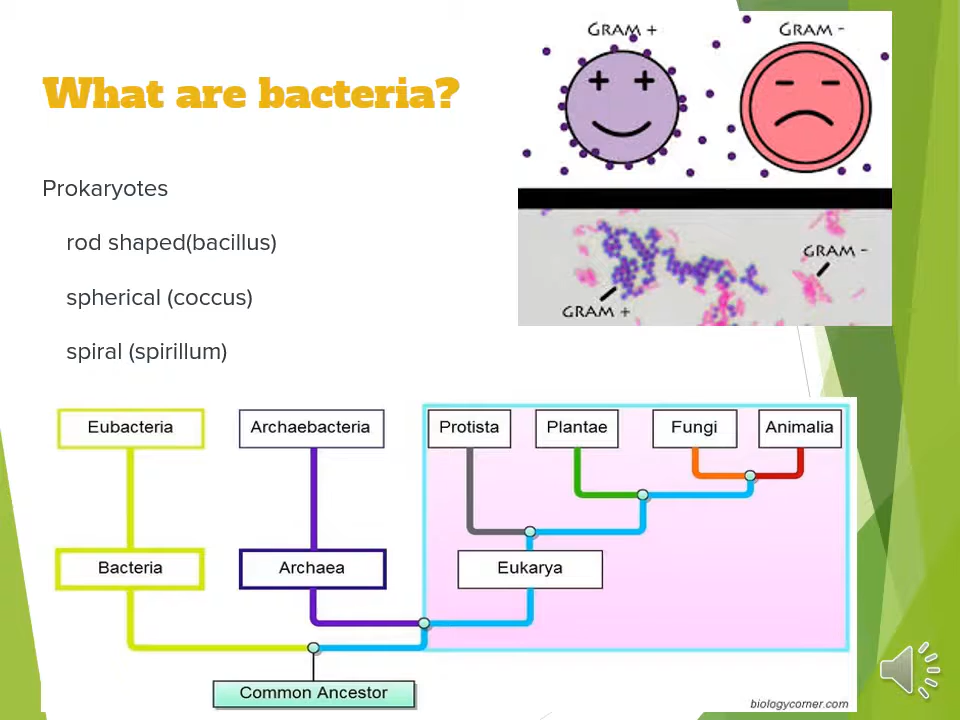 What are bacteria?
Prokaryotes
rod shaped(bacillus)
spherical (coccus)
spiral (spirillum)
GRAM + GRAM -
GRAM -
GRAM +
Eubacteria Archaebacteria Protista Plantae Fungi Animalia
Bacteria Archaea Eukarya
Common Ancestor
biologycorner.com